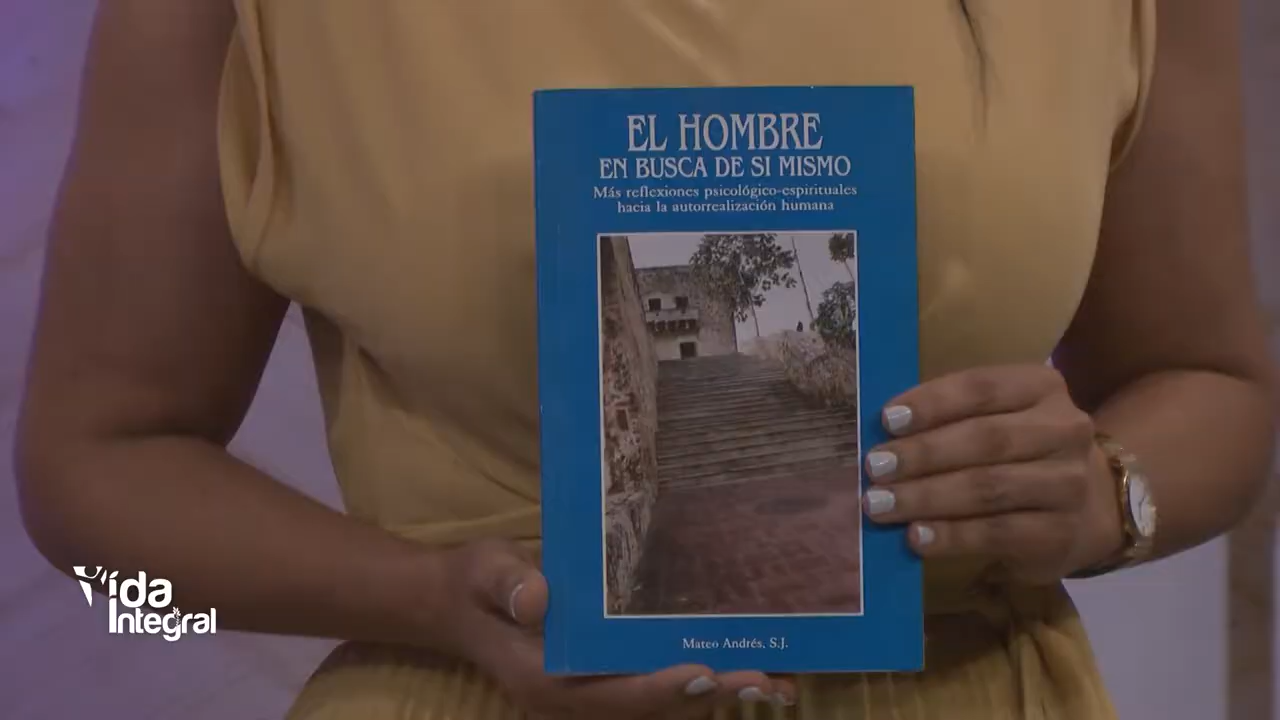 EL HOMBRE
EN BUSCA DE SI MISMO
Más reflexiones psicológico-espirituales
hacia la autorrealización humana
Mateo Andrés, S.J.
Vida
Integral